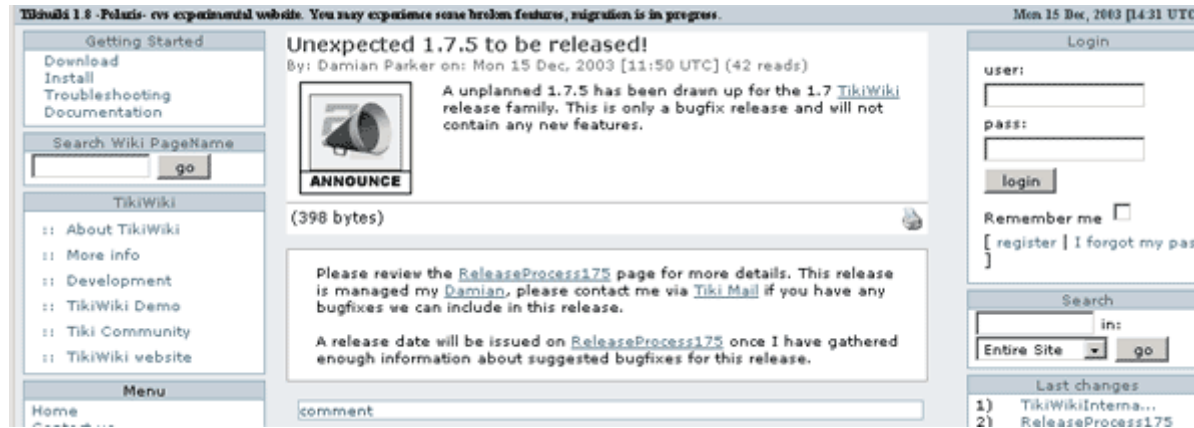 Tikiwiki 1.8 -Polaris- cvs experimental website. You may experience some broken features, migration is in progress.
Mon 15 Dec, 2003 [14:31 UTC
Getting Started
Download
Install
Troubleshooting
Documentation
Search Wiki PageName
go
TikiWiki
:: About TikiWiki
:: More info
:: Development
:: TikiWiki Demo
:: Tiki Community
:: TikiWiki website
Menu
Home
Contact us
Unexpected 1.7.5 to be released!
By: Damian Parker on: Mon 15 Dec, 2003 [11:50 UTC] (42 reads)
A unplanned 1.7.5 has been drawn up for the 1.7 TikiWiki
release family. This is only a bugfix release and will not
contain any new features.
ANNOUNCE
(398 bytes)
Please review the ReleaseProcess175 page for more details. This release
is managed my Damian, please contact me via Tiki Mail if you have any
bugfixes we can include in this release.
A release date will be issued on ReleaseProcess175 once I have gathered
enough information about suggested bugfixes for this release.
comment
Login
user:
pass:
login
Remember me
[ register | I forgot my pas
]
Search
in:
Entire Site go
Last changes
1) TikiWikiInterna...
2) ReleaseProcess175